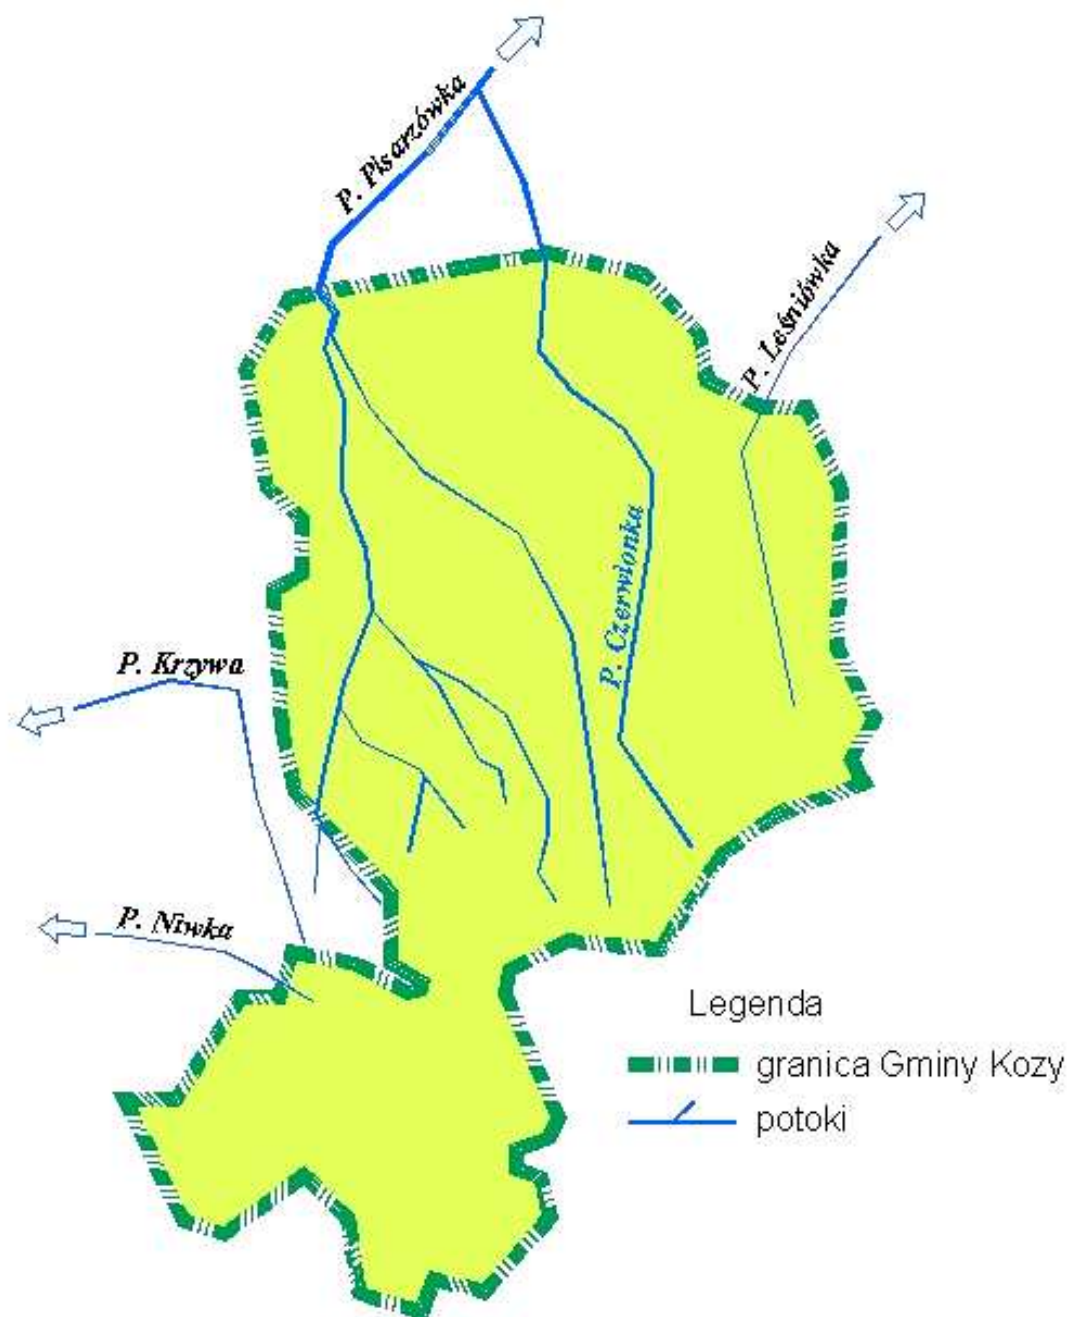 P. Pisarzówka
P. Leśniówka
P. Czerwionka
P. Krzywa
P. Niwka
Legenda
granica Gminy Kozy
potoki